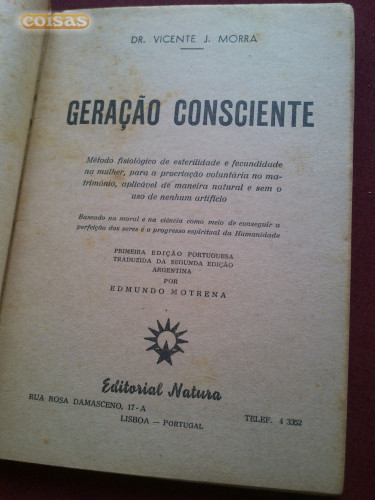 coisas
DR. VICENTE J. MORRA
GERAÇÃO CONSCIENTE
Método fisiológico de esterilidade e fecundidade
na mulher, para a procriação voluntária no ma-
trimónio, aplicável de maneira natural e sem o
uso de nenhum artifício
Baseado na moral e na ciência como meio de conseguir a
perfeição dos seres e o progresso espiritual da Humanidade
PRIMEIRA EDIÇÃO PORTUGUESA
TRADUZIDA DA SEGUNDA EDIÇÃO
ARGENTINA
POR
EDMUNDO MOTRENA
Editorial Natura
RUA ROSA DAMASCENO, 17-A
LISBOA — PORTUGAL
TELEF. 4 3352